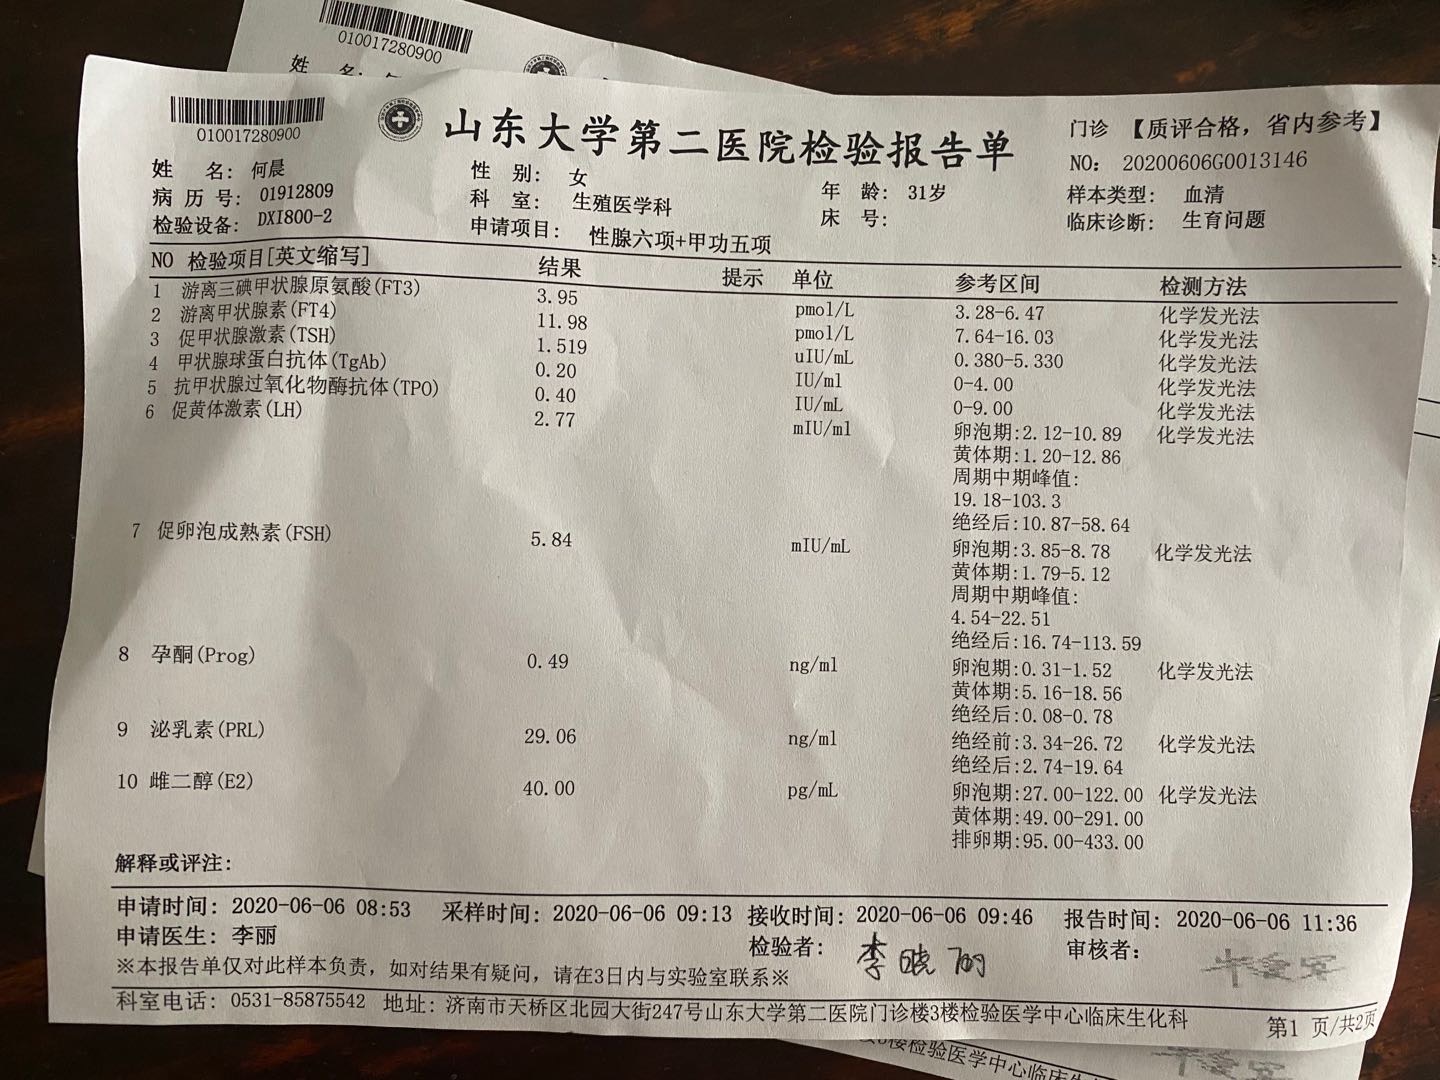 010017280900
姓 名:
010017280900
山东大学第二医院检验报告单
门诊 【质评合格，省内参考】
NO: 20200606G0013146
姓 名: 何晨 性 别: 女 年 龄: 31岁 样本类型: 血清
病 历 号: 01912809 科 室: 生殖医学科 床 号: 临床诊断: 生育问题
检验设备: DXI800-2 申请项目: 性腺六项+甲功五项
NO 检验项目[英文缩写] 结果 提示 单位 参考区间 检测方法
1 游离三碘甲状腺原氨酸(FT3) 3.95 pmol/L 3.28-6.47 化学发光法
2 游离甲状腺素(FT4) 11.98 pmol/L 7.64-16.03 化学发光法
3 促甲状腺激素(TSH) 1.519 uIU/mL 0.380-5.330 化学发光法
4 甲状腺球蛋白抗体(TgAb) 0.20 IU/ml 0-4.00 化学发光法
5 抗甲状腺过氧化物酶抗体(TPO) 0.40 IU/mL 0-9.00 化学发光法
6 促黄体激素(LH) 2.77 mIU/ml 卵泡期:2.12-10.89 化学发光法
黄体期:1.20-12.86
周期中期峰值:
19.18-103.3
绝经后:10.87-58.64
7 促卵泡成熟素(FSH) 5.84 mIU/mL 卵泡期:3.85-8.78 化学发光法
黄体期:1.79-5.12
周期中期峰值:
4.54-22.51
绝经后:16.74-113.59
8 孕酮(Prog) 0.49 ng/ml 卵泡期:0.31-1.52 化学发光法
黄体期:5.16-18.56
绝经后:0.08-0.78
9 泌乳素(PRL) 29.06 ng/ml 绝经前:3.34-26.72 化学发光法
绝经后:2.74-19.64
10 雌二醇(E2) 40.00 pg/mL 卵泡期:27.00-122.00 化学发光法
黄体期:49.00-291.00
排卵期:95.00-433.00
解释或评注:
申请时间: 2020-06-06 08:53 采样时间: 2020-06-06 09:13 接收时间: 2020-06-06 09:46 报告时间: 2020-06-06 11:36
申请医生: 李丽 检验者: 李晓 审核者:
※本报告单仅对此样本负责，如对结果有疑问，请在3日内与实验室联系※
科室电话: 0531-85875542 地址: 济南市天桥区北园大街247号山东大学第二医院门诊楼3楼检验医学中心临床生化科
第1 页/共2页
楼检验医学中心临床生